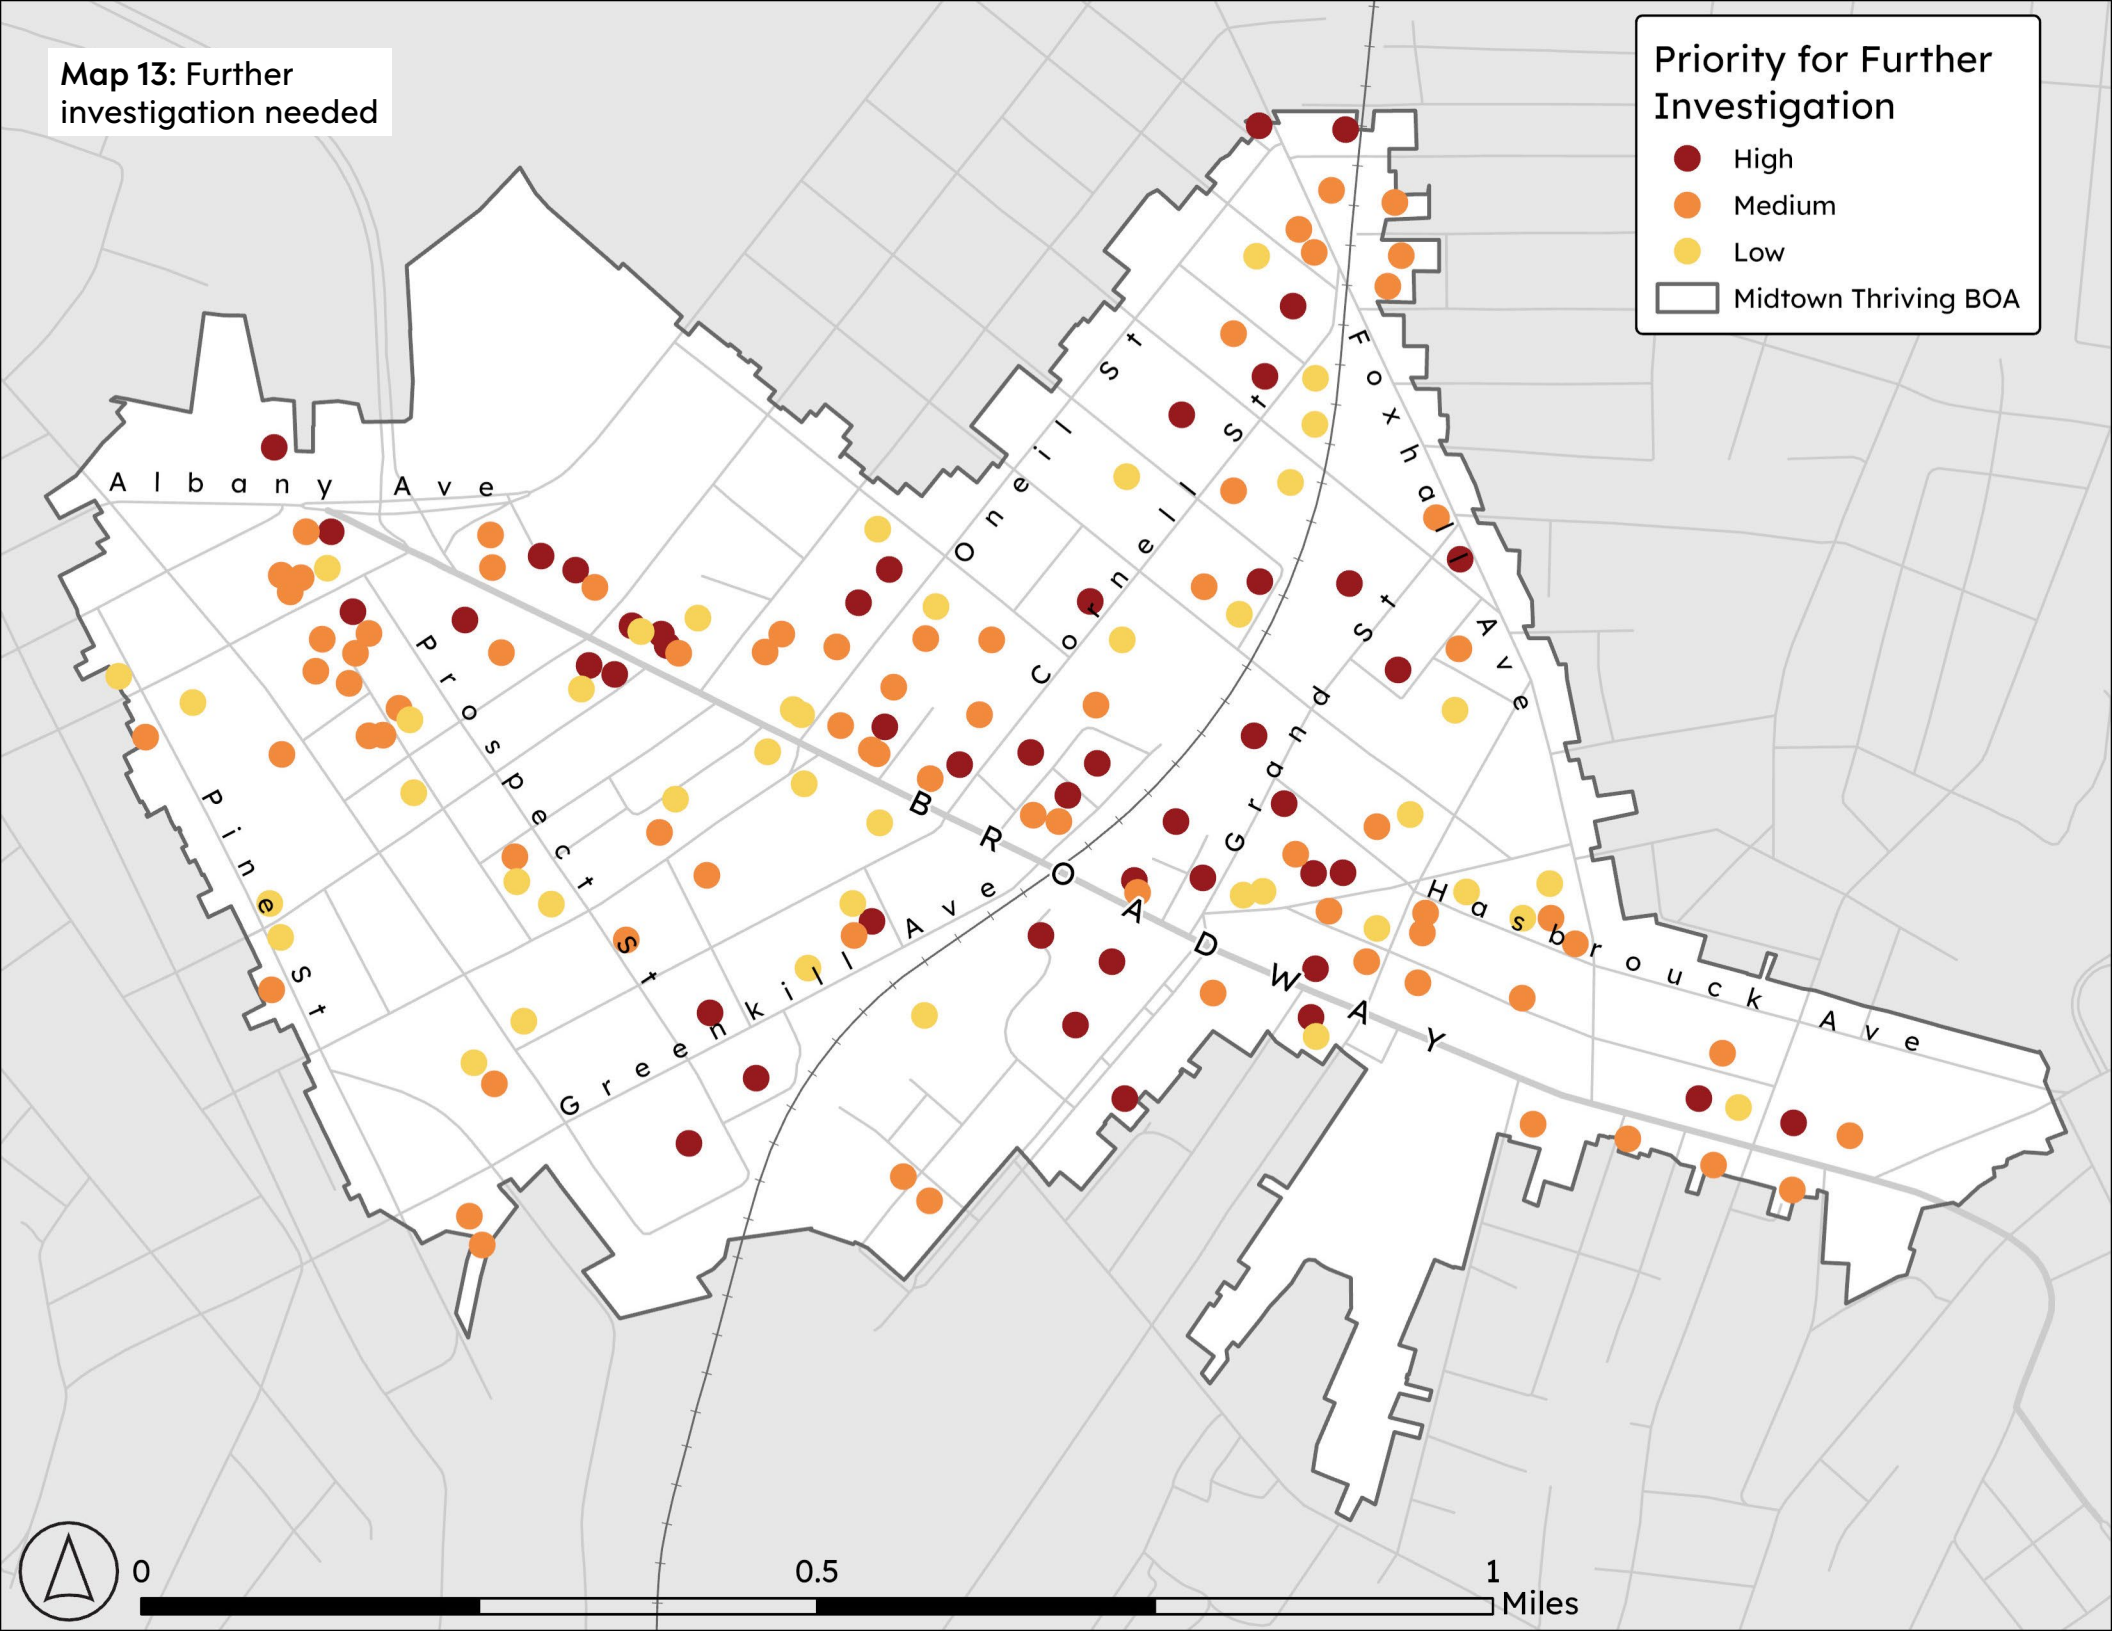 Map 13: Further
investigation needed
Priority for Further
Investigation
High
Medium
Low
Midtown Thriving BOA
Albany Ave
Oneil St
Cornell St
Foxhall Ave
Prospect St
Pine St
Grand St
BROADWAY
Greenkill Ave
Hasbrouck Ave
0
0.5
1
Miles